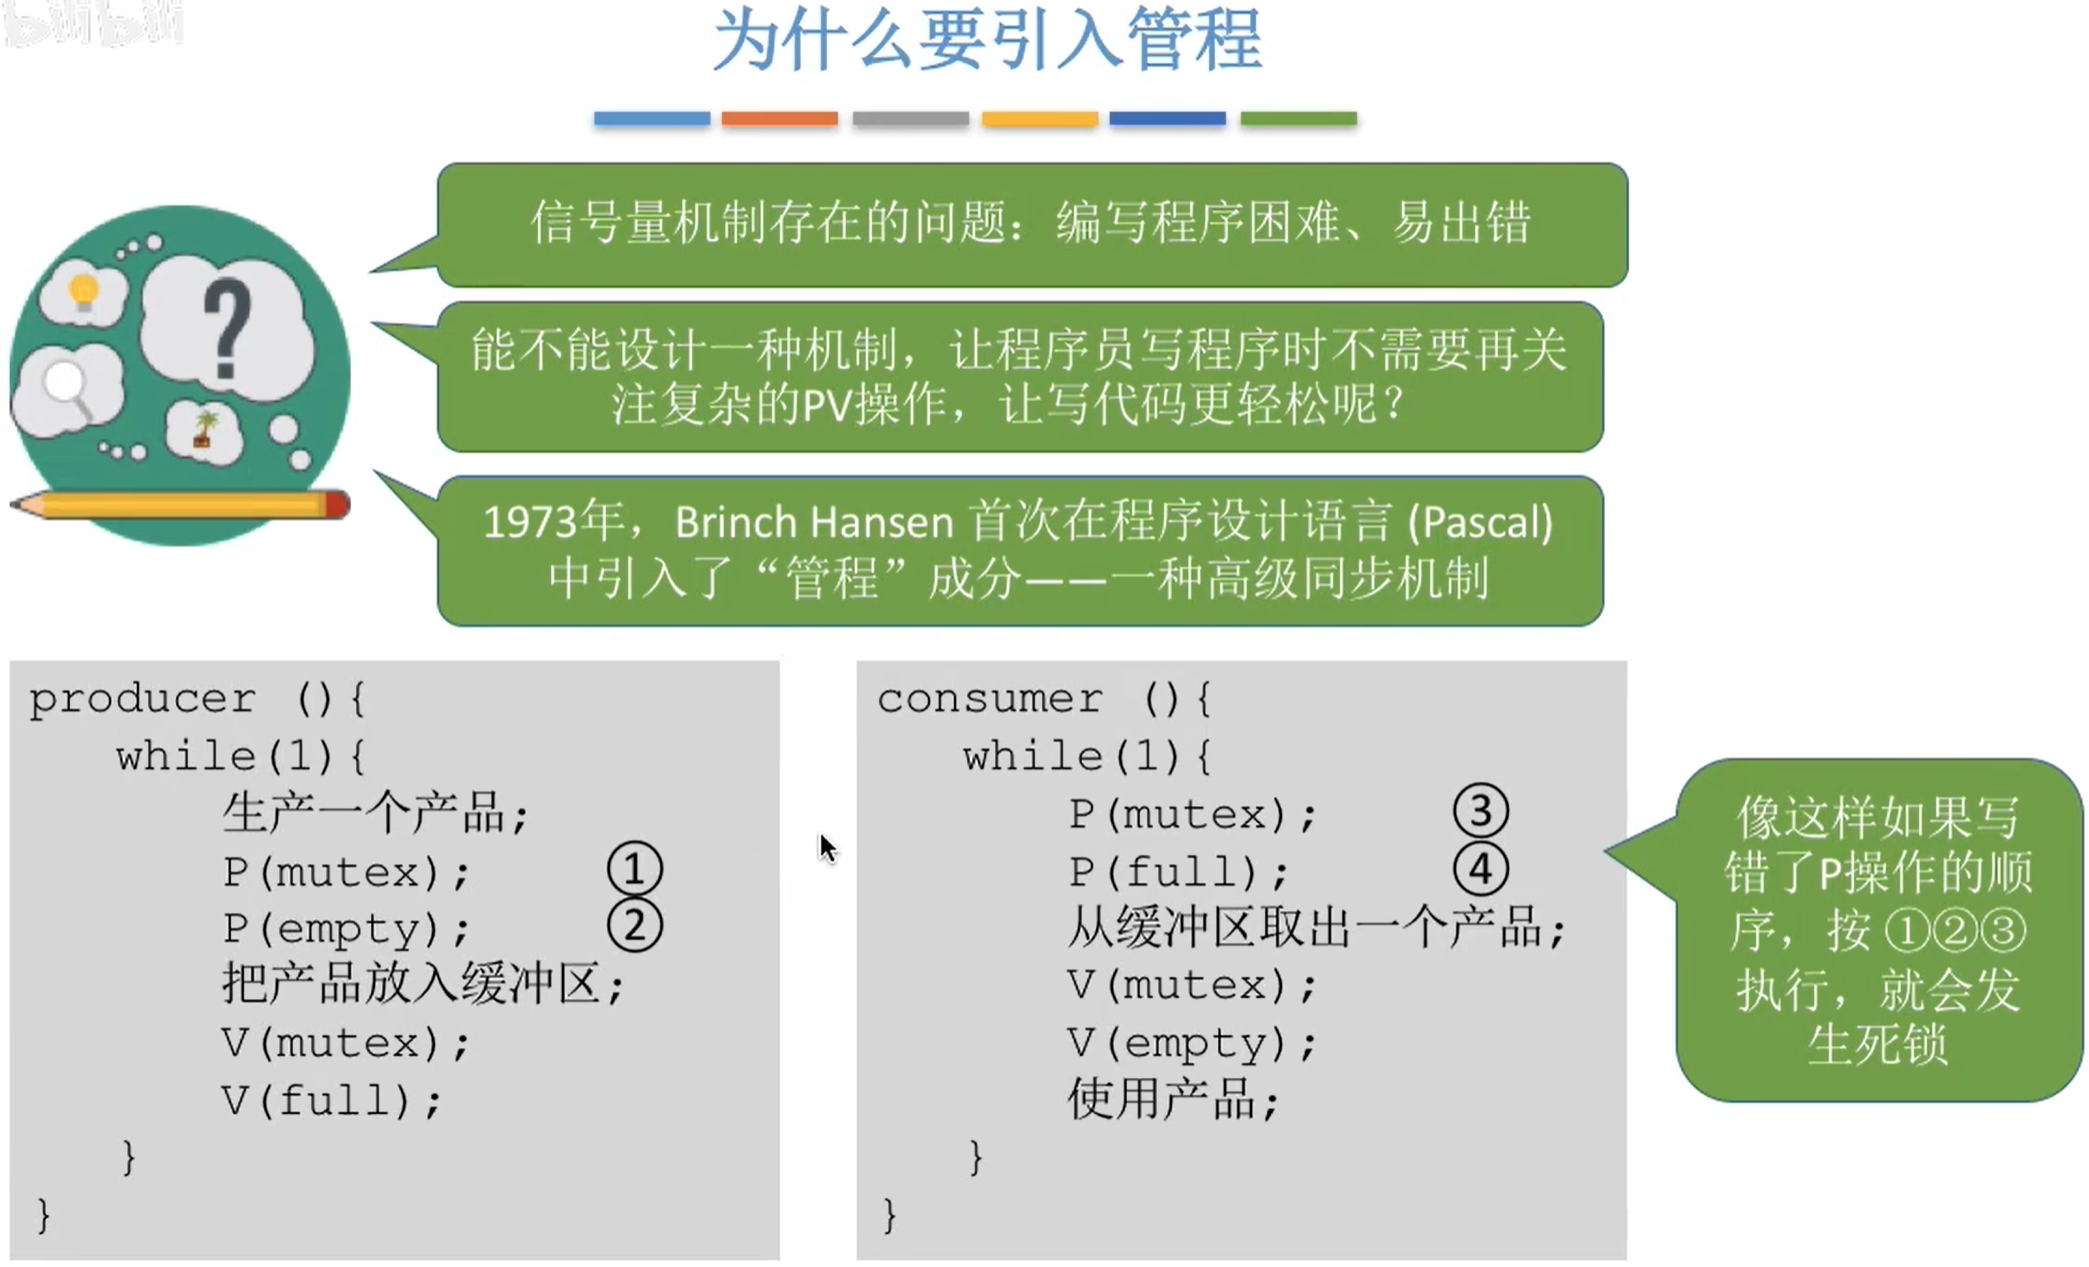 bilibili
为什么要引入管程
信号量机制存在的问题：编写程序困难、易出错
能不能设计一种机制，让程序员写程序时不需要再关
注复杂的PV操作，让写代码更轻松呢？
1973年，Brinch Hansen 首次在程序设计语言 (Pascal)
中引入了“管程”成分——一种高级同步机制
producer (){
while(1){
生产一个产品;
P(mutex); ①
P(empty); ②
把产品放入缓冲区;
V(mutex);
V(full);
}
}
consumer (){
while(1){
P(mutex); ③
P(full); ④
从缓冲区取出一个产品;
V(mutex);
V(empty);
使用产品;
}
}
像这样如果写
错了P操作的顺
序，按 ①②③
执行，就会发
生死锁